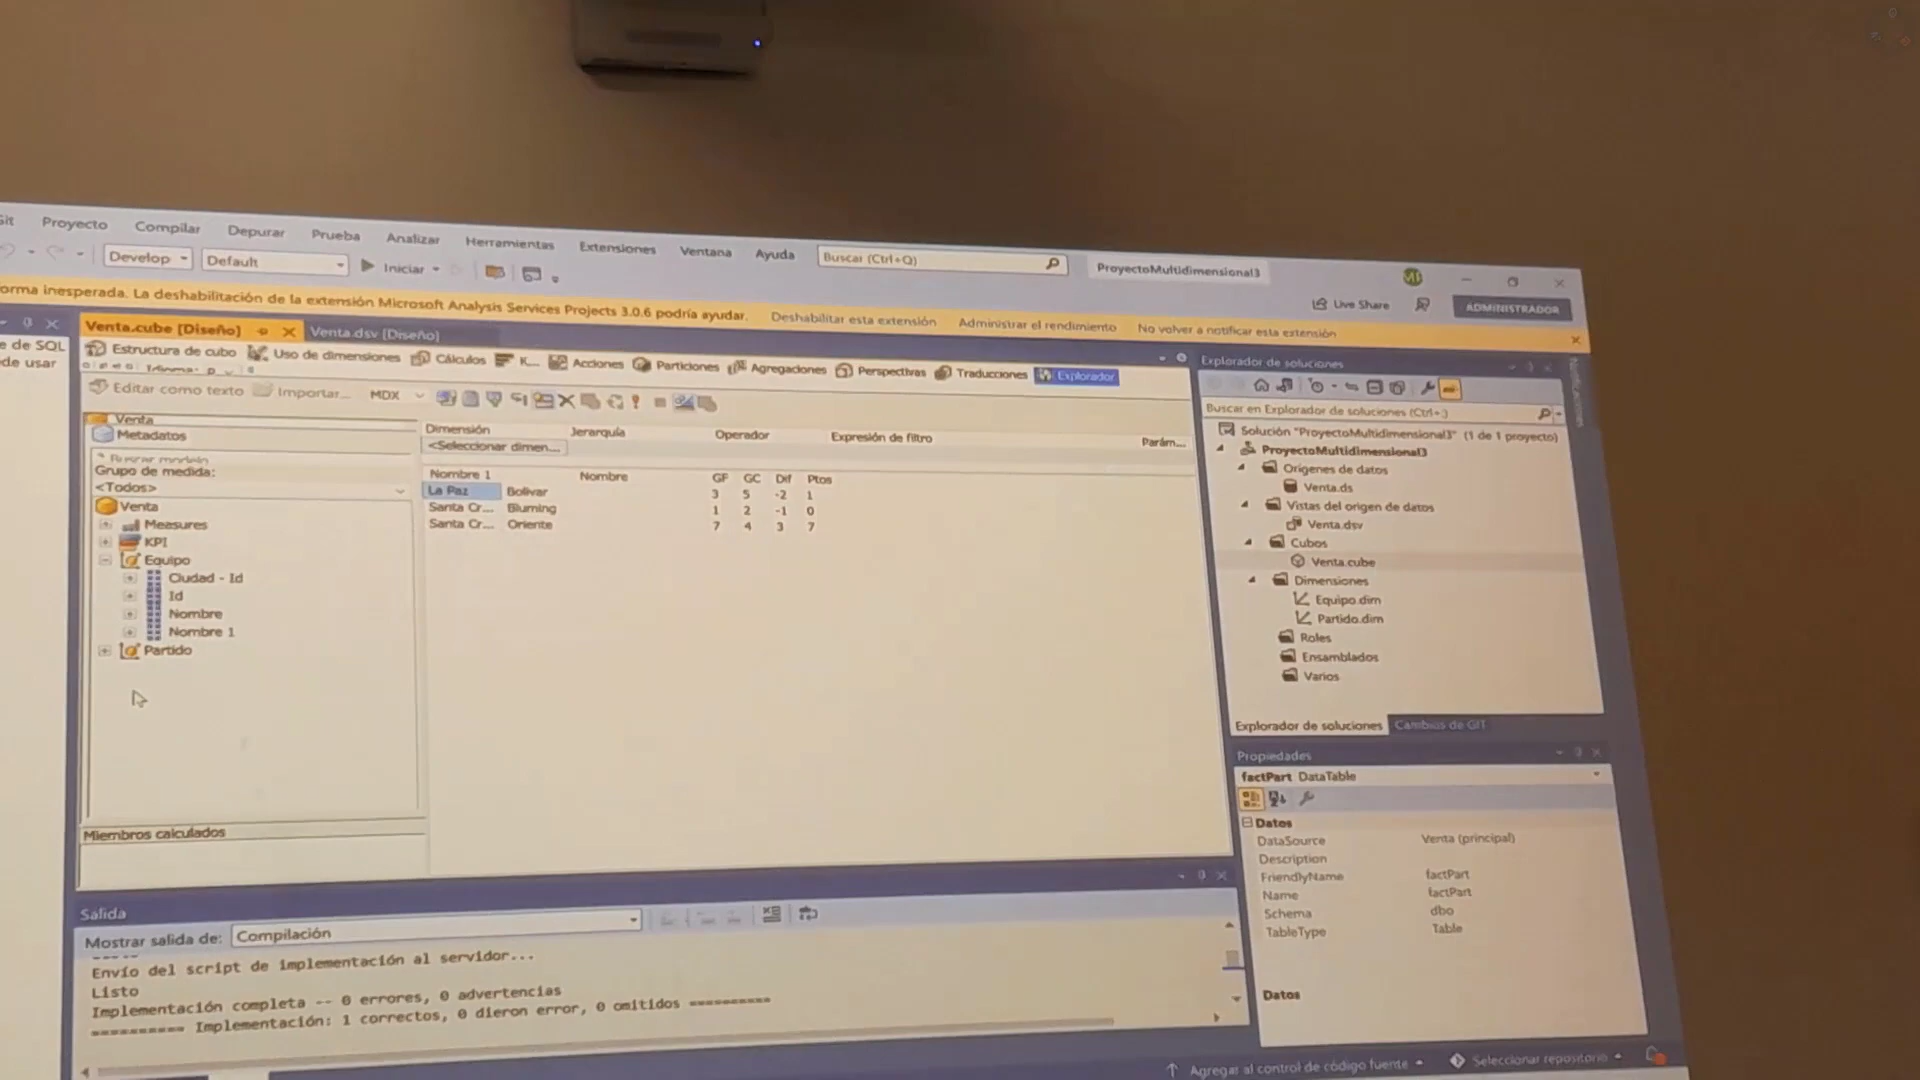 Git Proyecto Compilar Depurar Prueba Analizar Herramientas Extensiones Ventana Ayuda Buscar (Ctrl+Q) ProyectoMultidimensional3
Develop Default Iniciar Live Share ADMINISTRADOR
orma inesperada. La deshabilitación de la extensión Microsoft Analysis Services Projects 3.0.6 podría ayudar. Deshabilitar esta extensión Administrar el rendimiento No volver a notificar esta extensión
Venta.cube [Diseño] Venta.dsv [Diseño]
e de SQL
de usar
Estructura de cubo Uso de dimensiones Cálculos K... Acciones Particiones Agregaciones Perspectivas Traducciones Explorador
Idioma:
Editar como texto Importar... MDX
Venta
Metadatos
Buscar modelo
Grupo de medida:
<Todos>
Venta
Measures
KPI
Equipo
Ciudad - Id
Id
Nombre
Nombre 1
Partido
Miembros calculados
Dimensión Jerarquía Operador Expresión de filtro Parám...
<Seleccionar dimen...
Nombre 1 Nombre GF GC Dif Ptos
La Paz Bolivar 3 5 -2 1
Santa Cr... Bluming 1 2 -1 0
Santa Cr... Oriente 7 4 3 7
Explorador de soluciones
Buscar en Explorador de soluciones (Ctrl+;)
Solución "ProyectoMultidimensional3" (1 de 1 proyecto)
ProyectoMultidimensional3
Orígenes de datos
Venta.ds
Vistas del origen de datos
Venta.dsv
Cubos
Venta.cube
Dimensiones
Equipo.dim
Partido.dim
Roles
Ensamblados
Varios
Explorador de soluciones Cambios de GIT
Propiedades
factPart DataTable
Datos
DataSource Venta (principal)
Description
FriendlyName factPart
Name factPart
Schema dbo
TableType Table
Datos
Salida
Mostrar salida de: Compilación
Envío del script de implementación al servidor...
Listo
Implementación completa -- 0 errores, 0 advertencias
========== Implementación: 1 correctos, 0 dieron error, 0 omitidos ==========
Agregar al control de código fuente Seleccionar repositorio